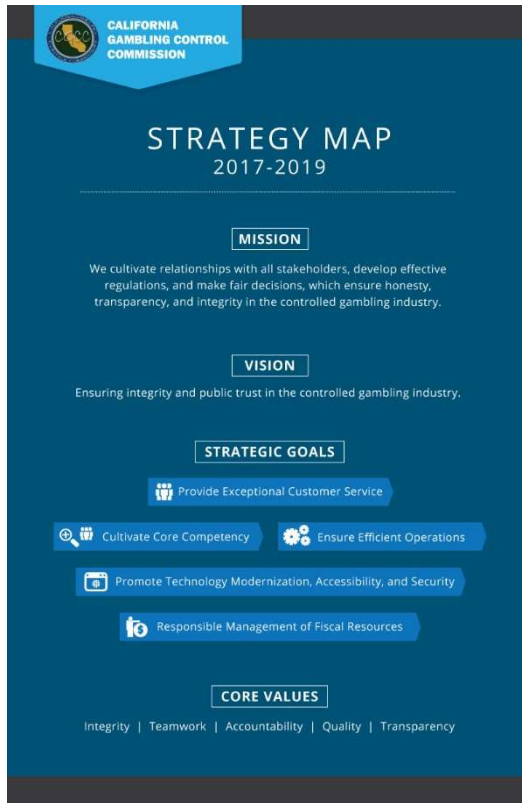 CALIFORNIA
GAMBLING CONTROL
COMMISSION
STRATEGY MAP
2017-2019
MISSION
We cultivate relationships with all stakeholders, develop effective
regulations, and make fair decisions, which ensure honesty,
transparency, and integrity in the controlled gambling industry.
VISION
Ensuring integrity and public trust in the controlled gambling industry.
STRATEGIC GOALS
Provide Exceptional Customer Service
Cultivate Core Competency
Ensure Efficient Operations
Promote Technology Modernization, Accessibility, and Security
Responsible Management of Fiscal Resources
CORE VALUES
Integrity | Teamwork | Accountability | Quality | Transparency